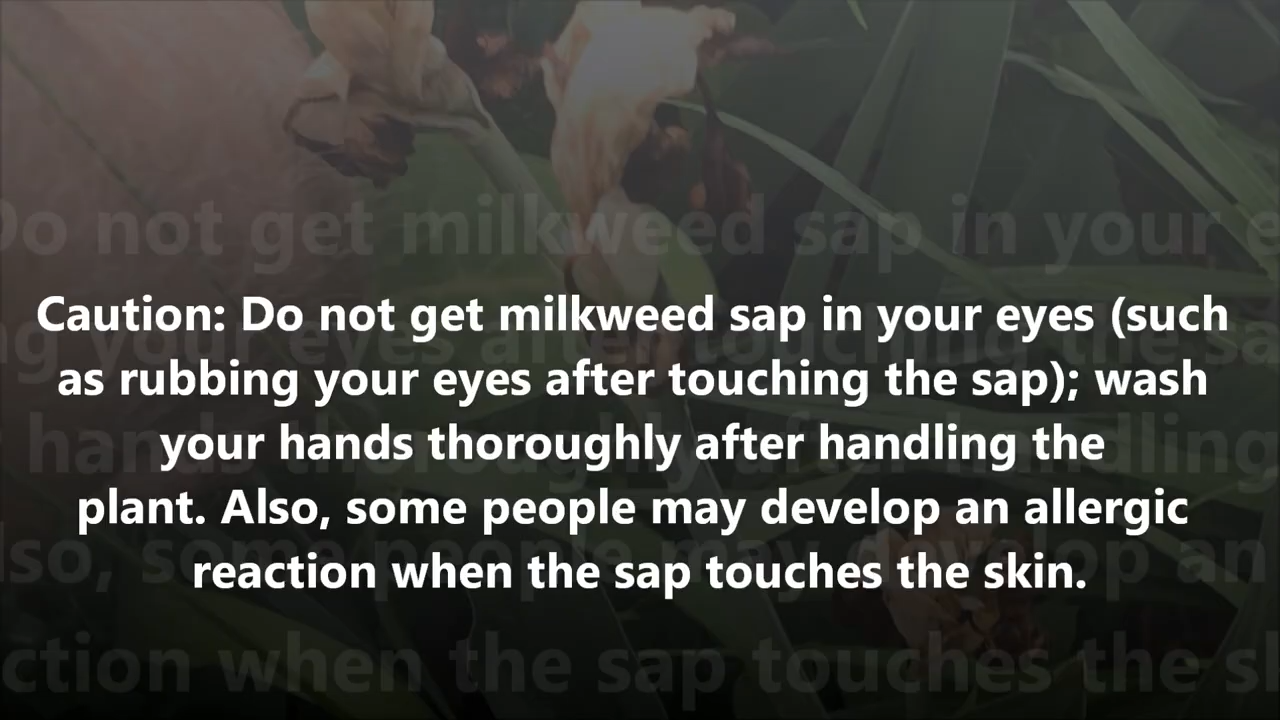 Caution: Do not get milkweed sap in your eyes (such
as rubbing your eyes after touching the sap); wash
your hands thoroughly after handling the
plant. Also, some people may develop an allergic
reaction when the sap touches the skin.